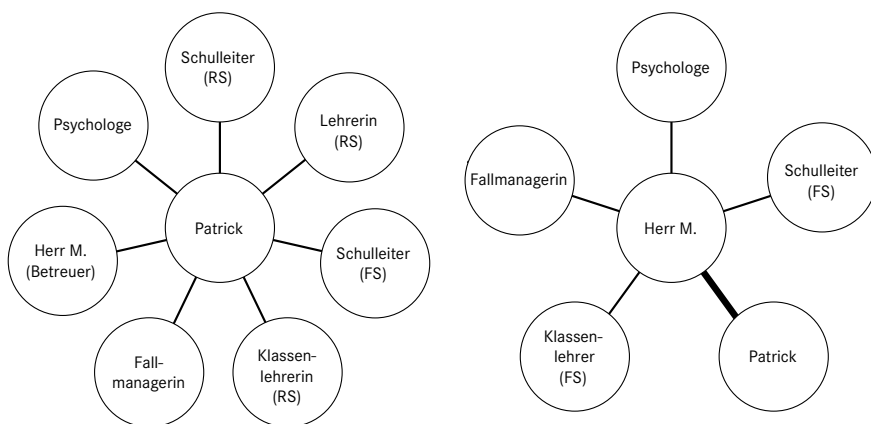 Schulleiter
(RS)
Psychologe
Lehrerin
(RS)
Patrick
Herr M.
(Betreuer)
Schulleiter
(FS)
Fall-
managerin
Klassen-
lehrerin
(RS)
Psychologe
Fallmanagerin
Schulleiter
(FS)
Herr M.
Klassen-
lehrer
(FS)
Patrick